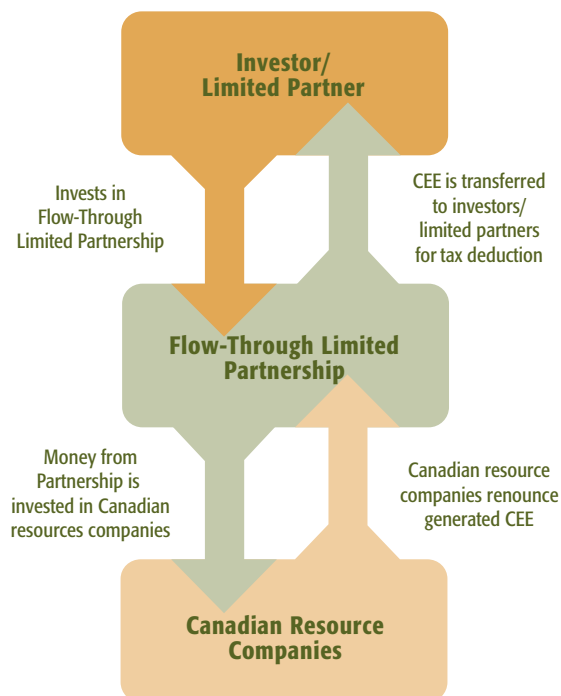 Investor/
Limited Partner
Invests in
Flow-Through
Limited Partnership
CEE is transferred
to investors/
limited partners
for tax deduction
Flow-Through Limited
Partnership
Money from
Partnership is
invested in Canadian
resources companies
Canadian resource
companies renounce
generated CEE
Canadian Resource
Companies